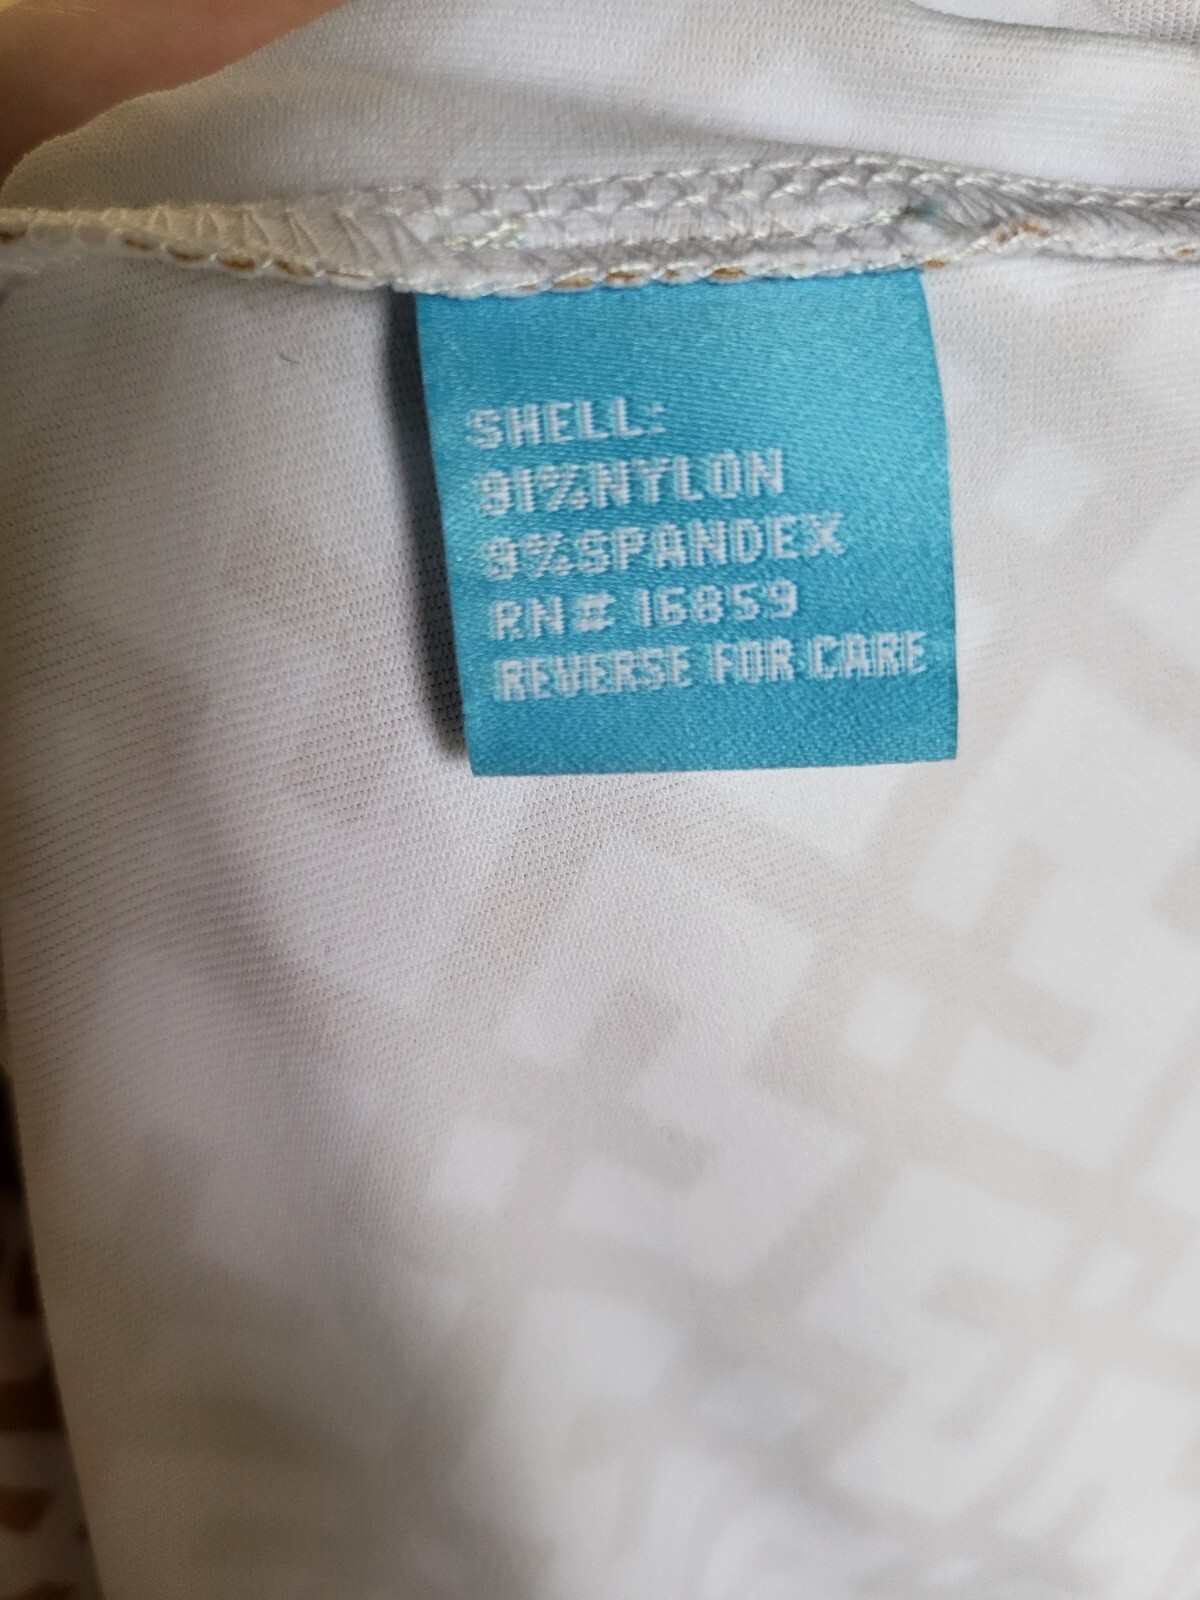 SHELL:
91%NYLON
9%SPANDEX
RN# 16859
REVERSE FOR CARE